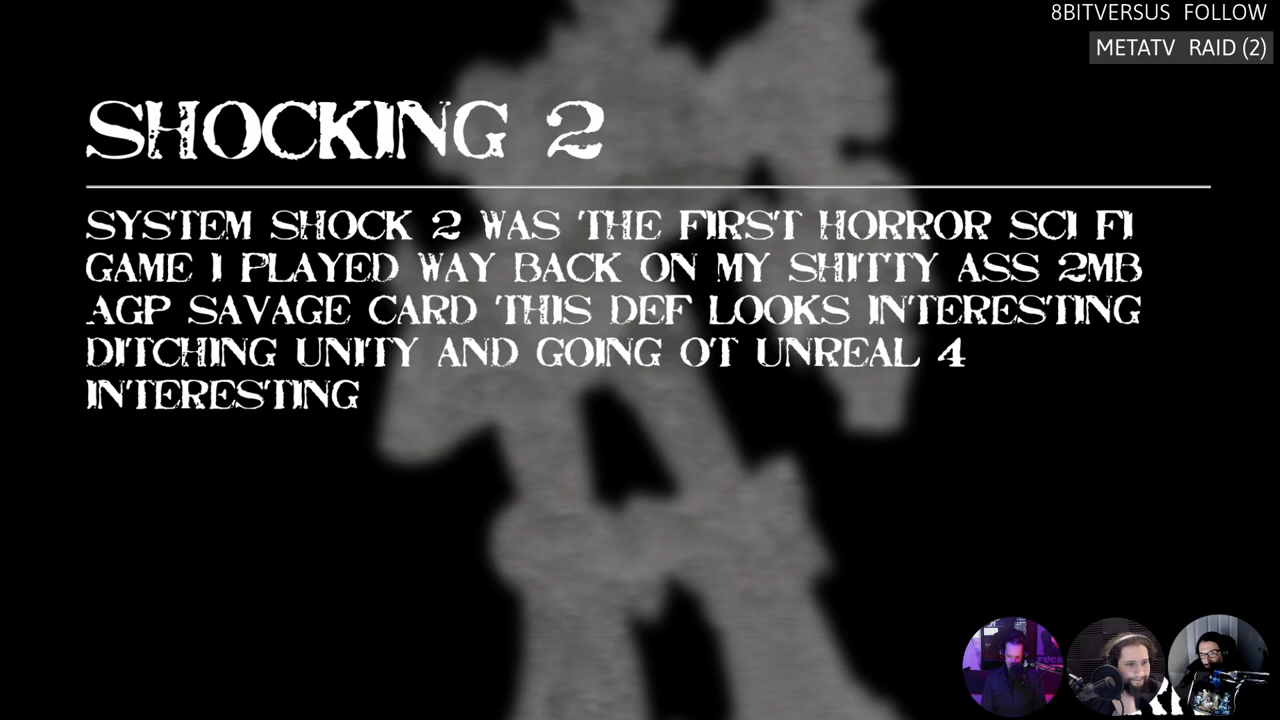 8BITVERSUS FOLLOW
METATV RAID (2)
SHOCKING 2
SYSTEM SHOCK 2 WAS THE FIRST HORROR SCI FI
GAME I PLAYED WAY BACK ON MY SHITTY ASS 2MB
AGP SAVAGE CARD THIS DEF LOOKS INTERESTING
DITCHING UNITY AND GOING OT UNREAL 4
INTERESTING